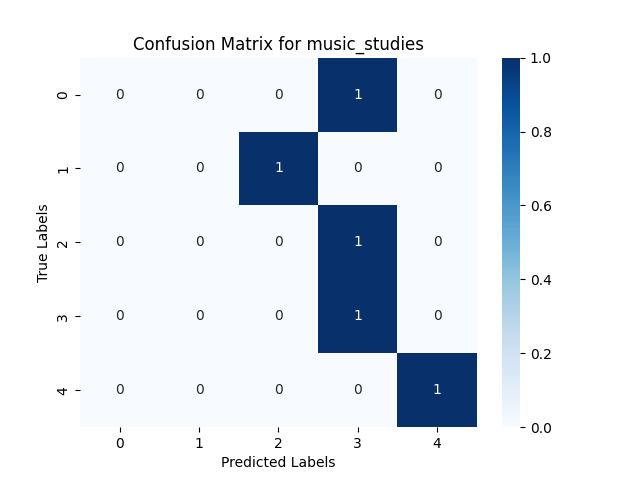 Confusion Matrix for music_studies
0 0 0 0 1 0
1 0 0 1 0 0
2 0 0 0 1 0
3 0 0 0 1 0
4 0 0 0 0 1
0 1 2 3 4
True Labels
Predicted Labels
1.0
0.8
0.6
0.4
0.2
0.0